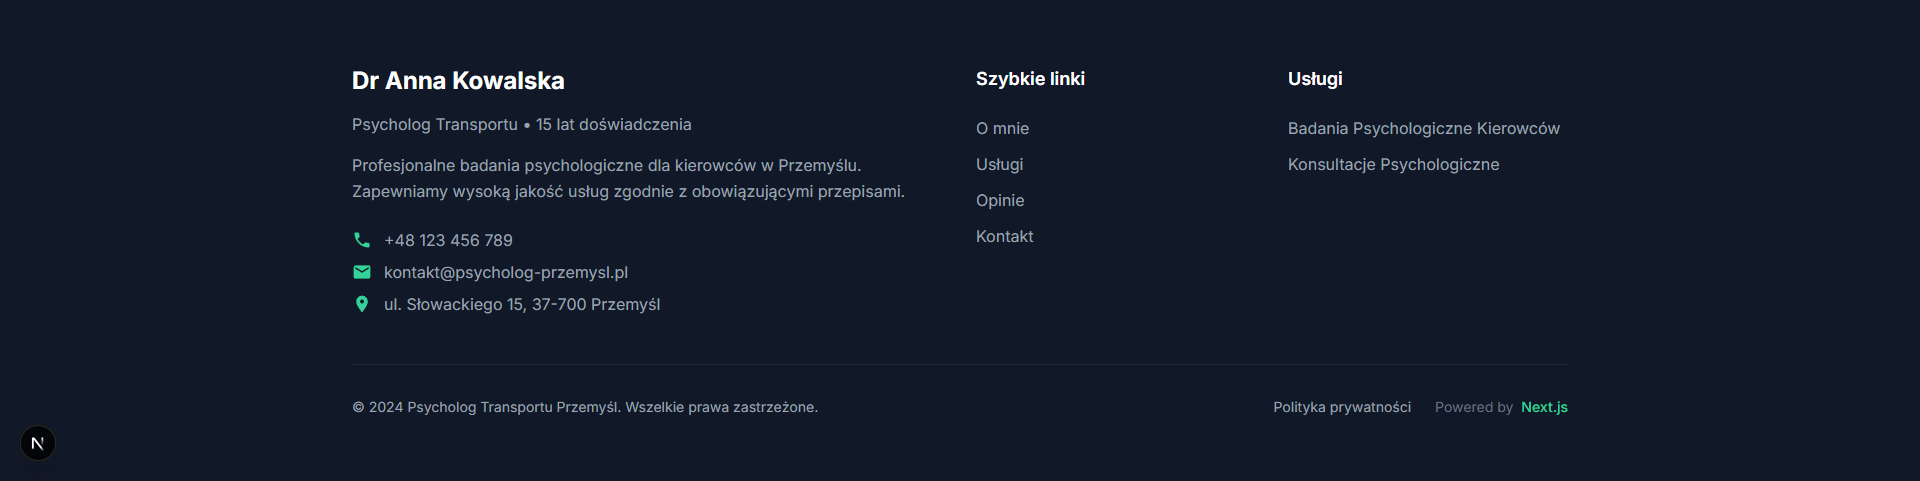 Dr Anna Kowalska
Psycholog Transportu • 15 lat doświadczenia
Profesjonalne badania psychologiczne dla kierowców w Przemyślu.
Zapewniamy wysoką jakość usług zgodnie z obowiązującymi przepisami.
+48 123 456 789
kontakt@psycholog-przemysl.pl
ul. Słowackiego 15, 37-700 Przemyśl
Szybkie linki
O mnie
Usługi
Opinie
Kontakt
Usługi
Badania Psychologiczne Kierowców
Konsultacje Psychologiczne
© 2024 Psycholog Transportu Przemyśl. Wszelkie prawa zastrzeżone.
Polityka prywatności
Powered by Next.js
N